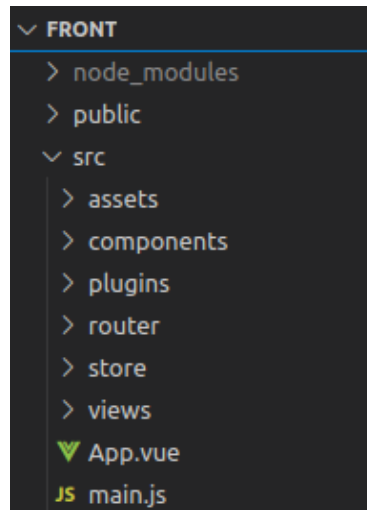 FRONT
node_modules
public
src
assets
components
plugins
router
store
views
App.vue
JS main.js